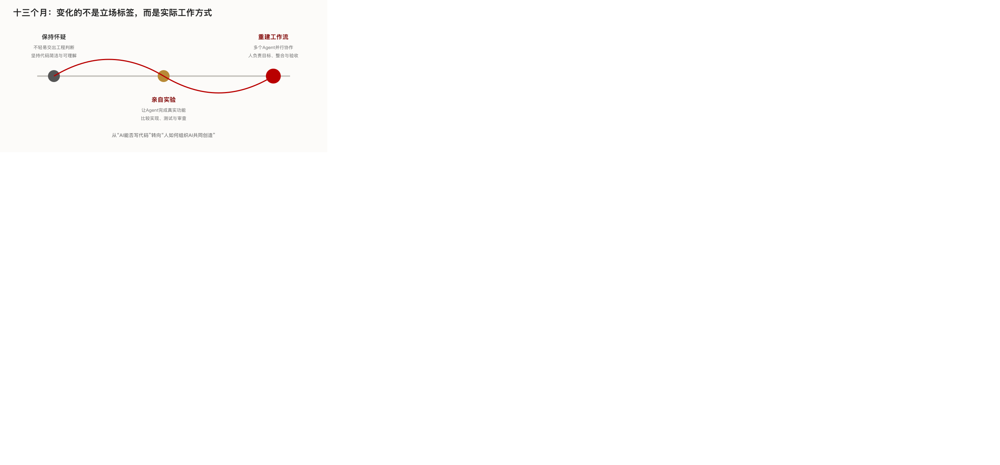 十三个月：变化的不是立场标签，而是实际工作方式
保持怀疑
不轻易交出工程判断
坚持代码简洁与可理解
重建工作流
多个Agent并行协作
人负责目标、整合与验收
亲自实验
让Agent完成真实功能
比较实现、测试与审查
从“AI能否写代码”转向“人如何组织AI共同创造”